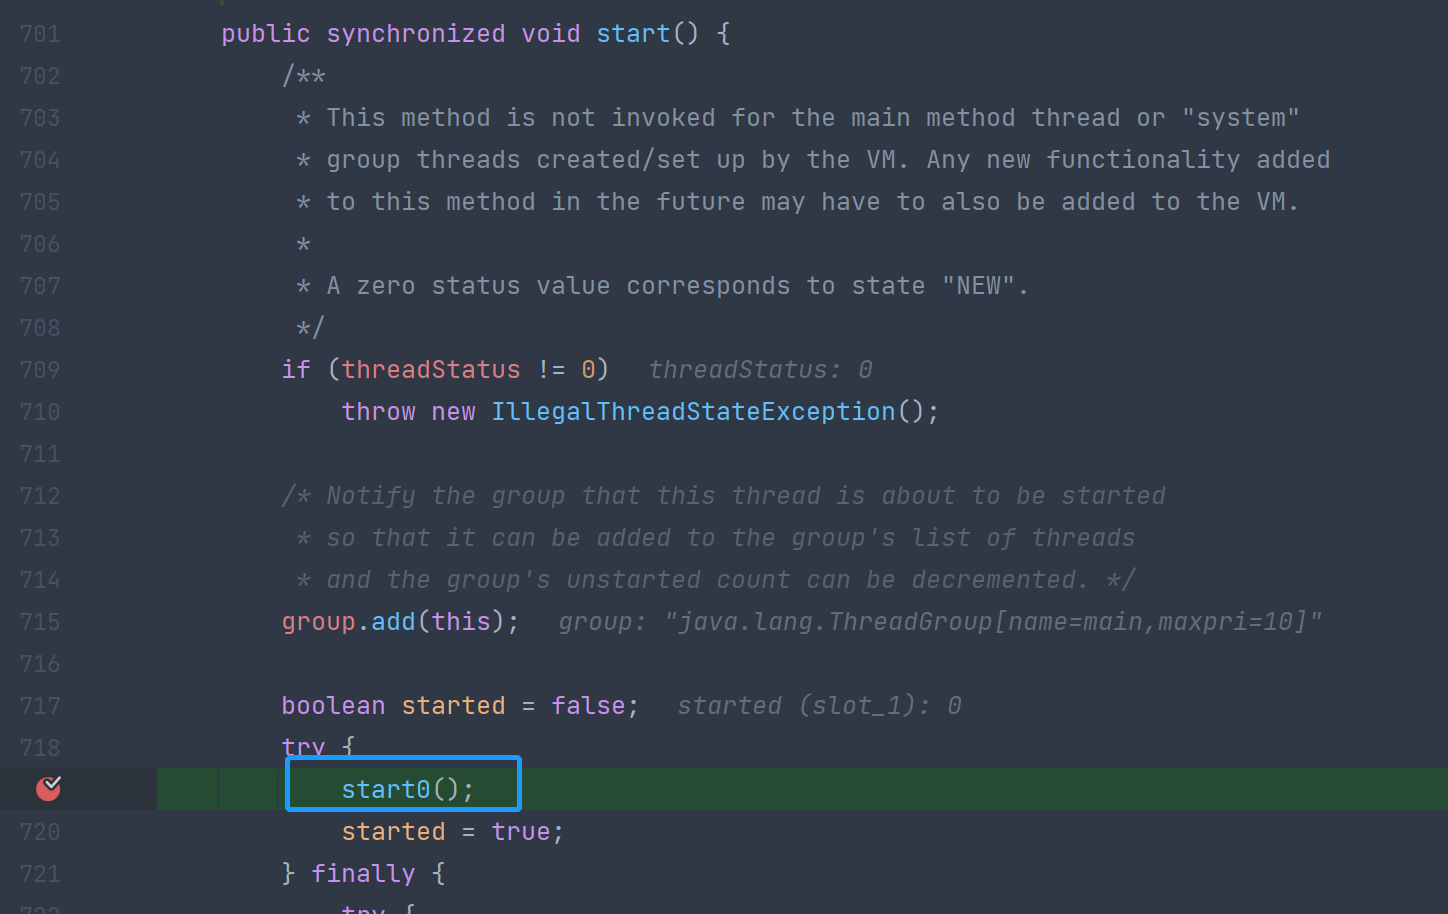 701 public synchronized void start() {
702 /**
703 * This method is not invoked for the main method thread or "system"
704 * group threads created/set up by the VM. Any new functionality added
705 * to this method in the future may have to also be added to the VM.
706 *
707 * A zero status value corresponds to state "NEW".
708 */
709 if (threadStatus != 0) threadStatus: 0
710 throw new IllegalThreadStateException();
711
712 /* Notify the group that this thread is about to be started
713 * so that it can be added to the group's list of threads
714 * and the group's unstarted count can be decremented. */
715 group.add(this); group: "java.lang.ThreadGroup[name=main,maxpri=10]"
716
717 boolean started = false; started (slot_1): 0
718 try {
start0();
720 started = true;
721 } finally {
722 try {